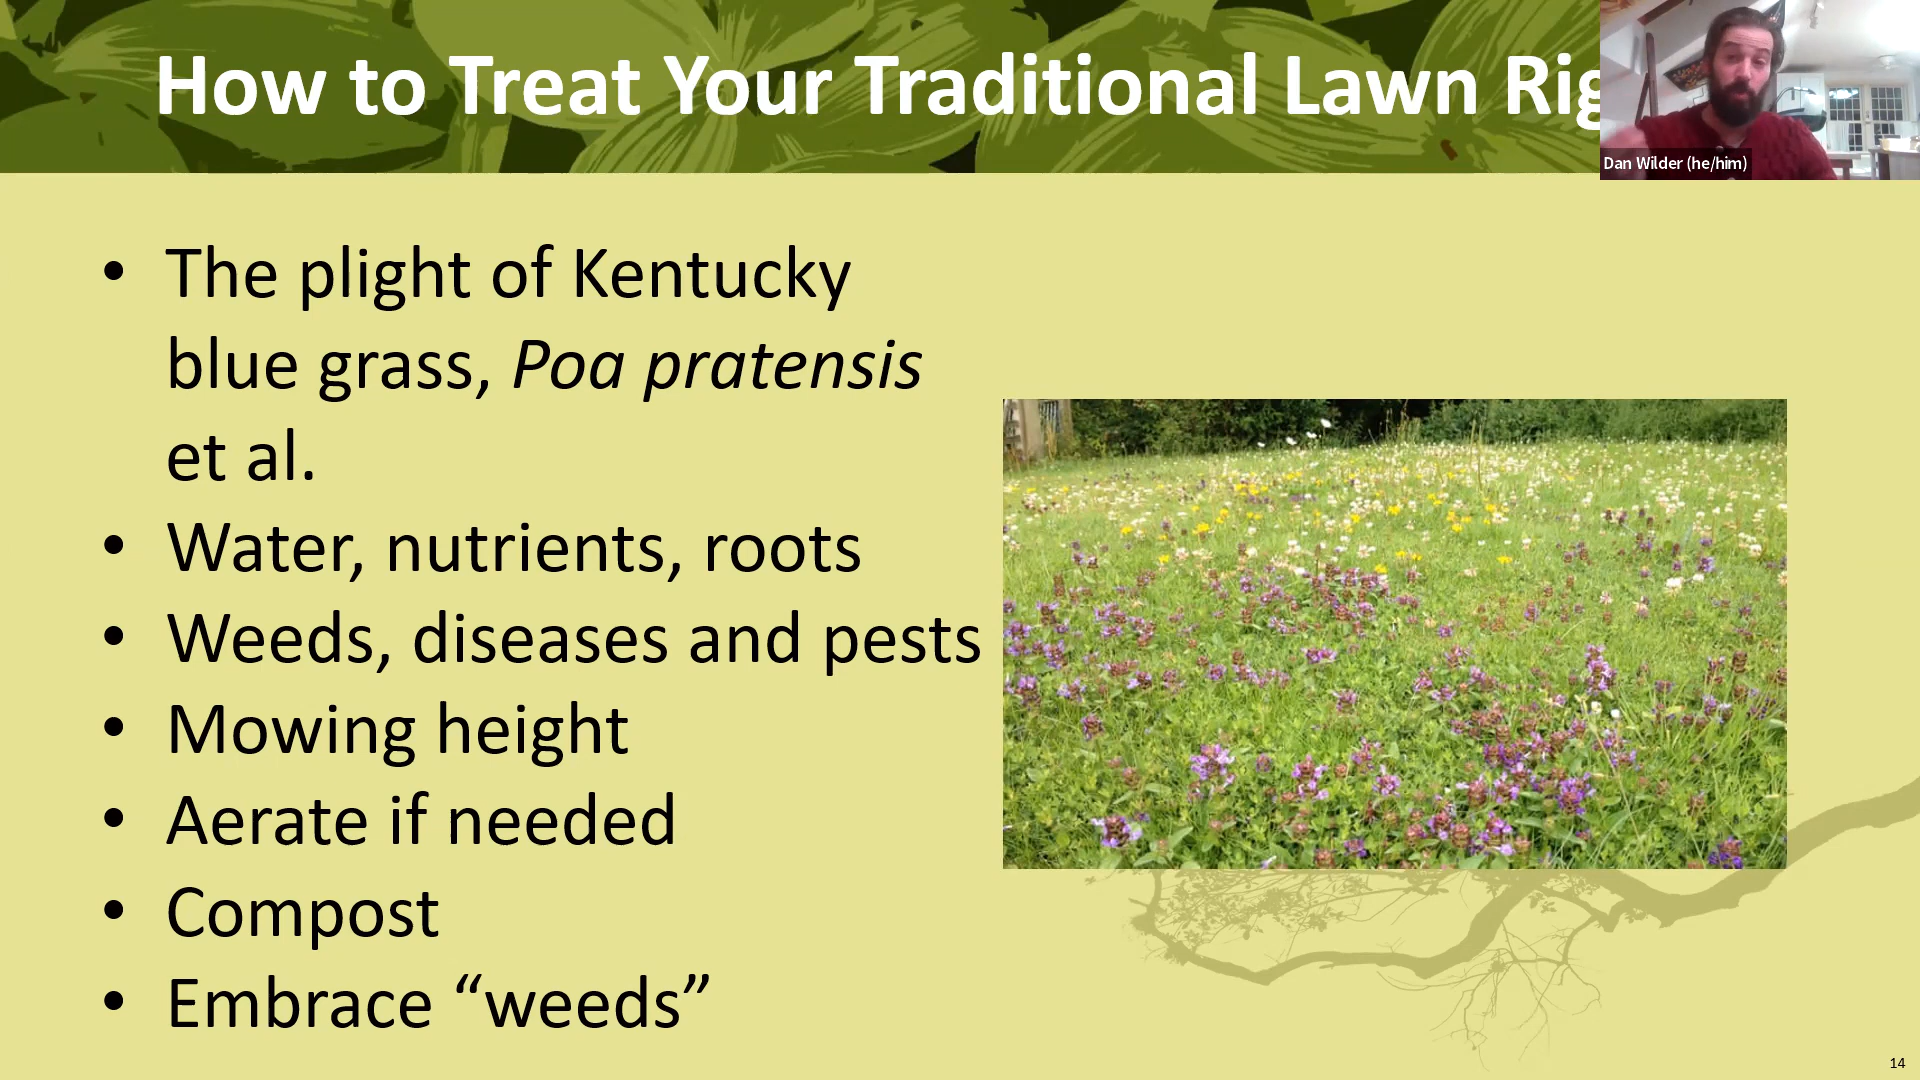 How to Treat Your Traditional Lawn
Dan Wilder (he/him)
• The plight of Kentucky
blue grass, Poa pratensis
et al.
• Water, nutrients, roots
• Weeds, diseases and pests
• Mowing height
• Aerate if needed
• Compost
• Embrace “weeds”
14